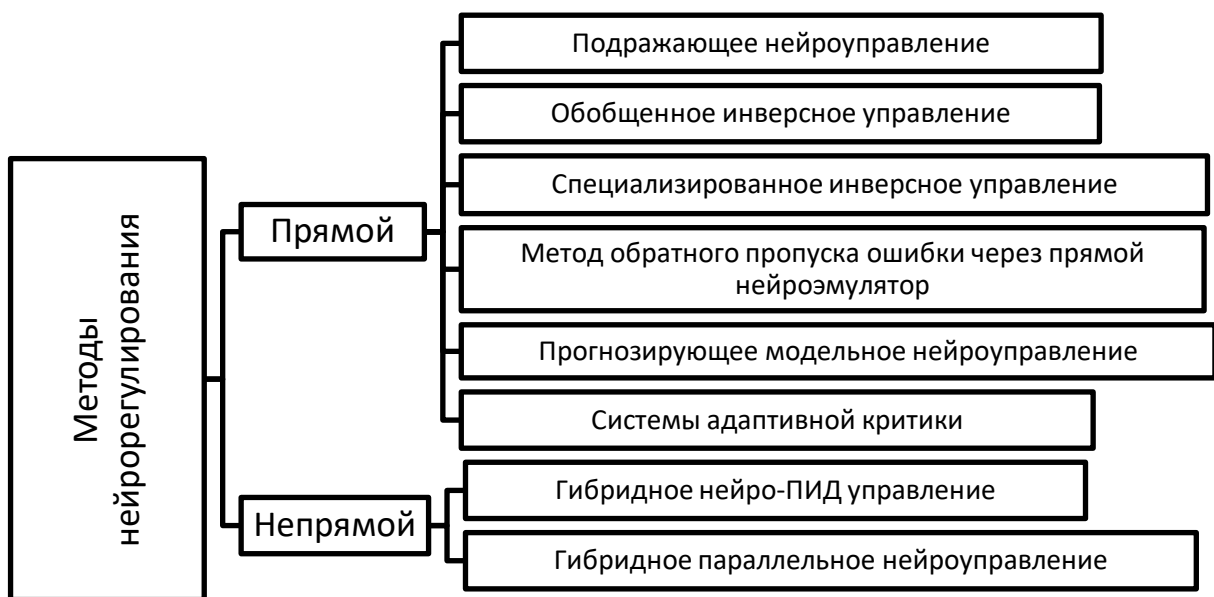 Методы
нейрорегулирования
Прямой
Подражающее нейроуправление
Обобщенное инверсное управление
Специализированное инверсное управление
Метод обратного пропуска ошибки через прямой
нейроэмулятор
Прогнозирующее модельное нейроуправление
Системы адаптивной критики
Непрямой
Гибридное нейро-ПИД управление
Гибридное параллельное нейроуправление